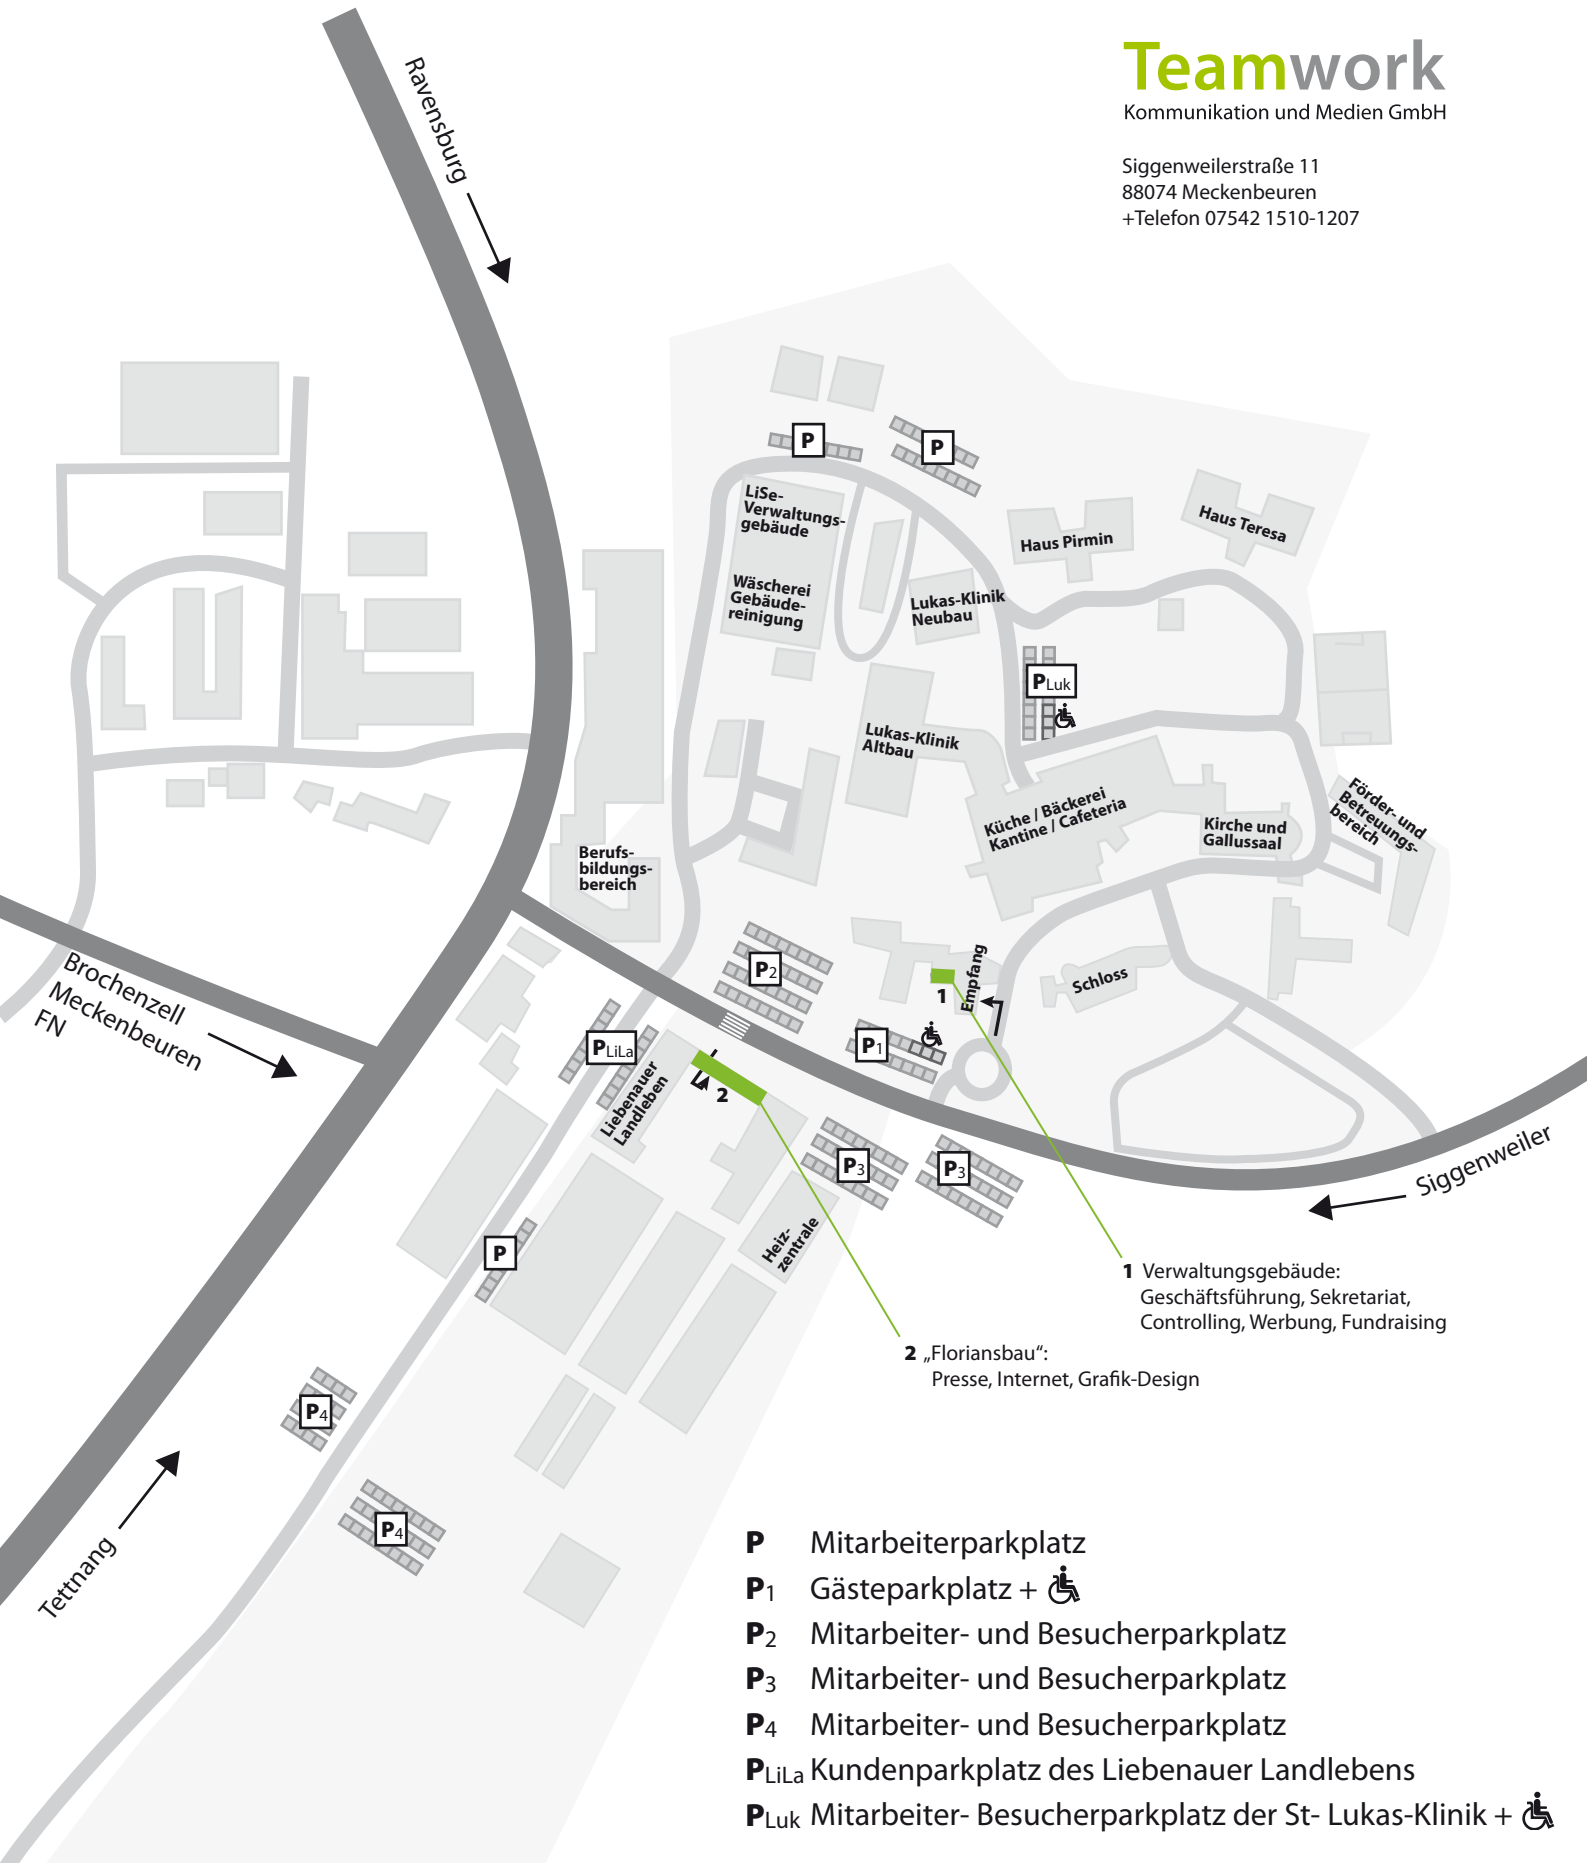 Teamwork
Kommunikation und Medien GmbH
Siggenweilerstraße 11
88074 Meckenbeuren
+Telefon 07542 1510-1207
Ravensburg
P
P
LiSe-
Verwaltungs-
gebäude
Wäscherei
Gebäude-
reinigung
Haus Pirmin
Haus Teresa
Lukas-Klinik
Neubau
PLuk
Lukas-Klinik
Altbau
Küche / Bäckerei
Kantine / Cafeteria
Kirche und
Gallussaal
Förder- und
Betreuungs-
bereich
Berufs-
bildungs-
bereich
P2
Empfang
1
Schloss
Brochenzell
Meckenbeuren
FN
PLiLa
P1
Liebenauer
Landleben
2
P3
P3
Siggenweiler
P
Heiz-
zentrale
1 Verwaltungsgebäude:
Geschäftsführung, Sekretariat,
Controlling, Werbung, Fundraising
2 „Floriansbau“:
Presse, Internet, Grafik-Design
P4
P4
Tettnang
P Mitarbeiterparkplatz
P1 Gästeparkplatz +
P2 Mitarbeiter- und Besucherparkplatz
P3 Mitarbeiter- und Besucherparkplatz
P4 Mitarbeiter- und Besucherparkplatz
PLiLa Kundenparkplatz des Liebenauer Landlebens
PLuk Mitarbeiter- Besucherparkplatz der St- Lukas-Klinik +